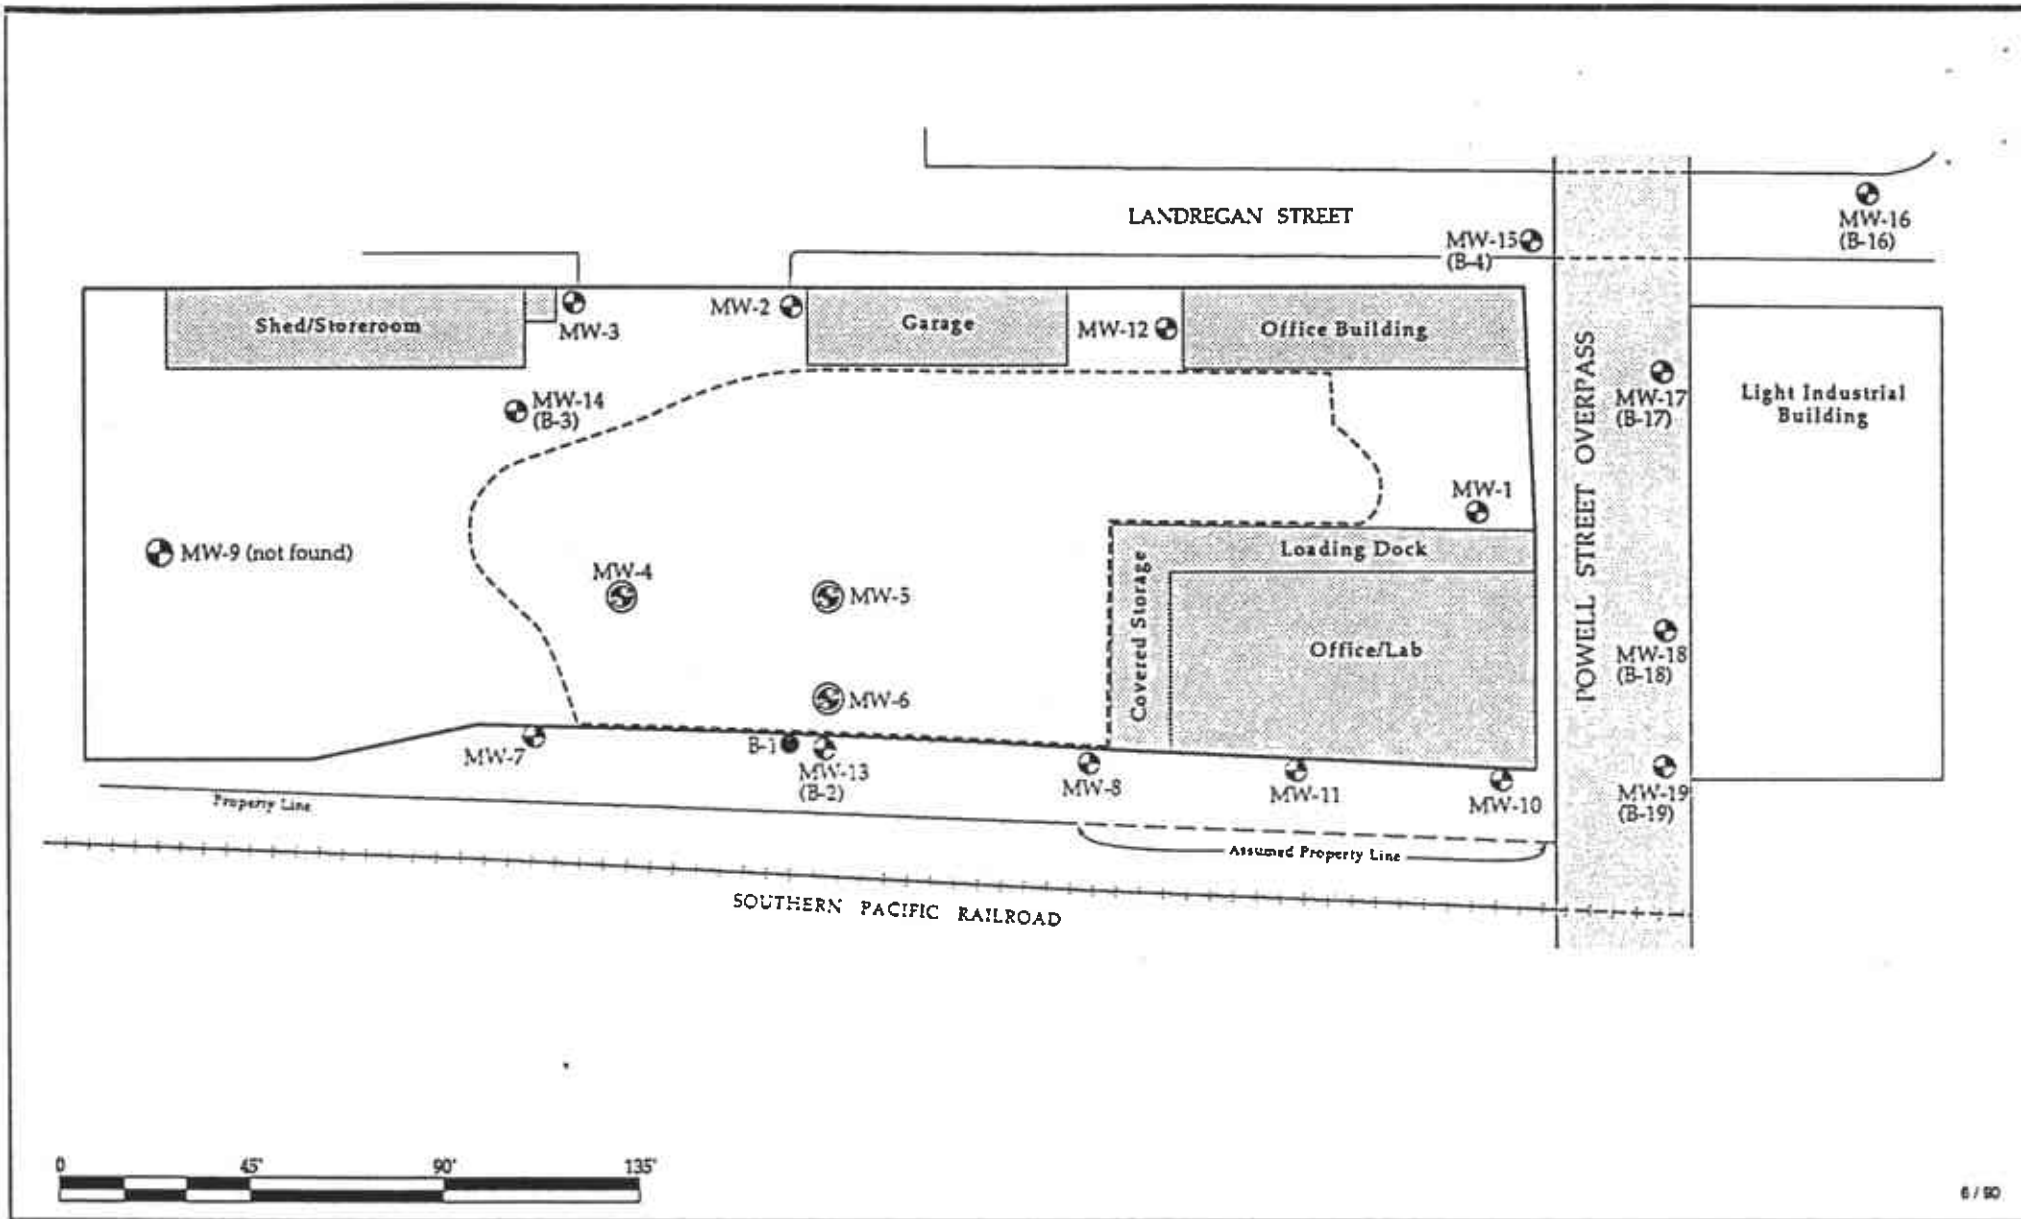 LANDREGAN STREET
MW-16
(B-16)
MW-15
(B-4)
Shed/Storeroom
MW-3
MW-2
Garage
MW-12
Office Building
MW-17
(B-17)
Light Industrial
Building
POWELL STREET OVERPASS
MW-14
(B-3)
MW-1
MW-9 (not found)
MW-4
MW-5
Loading Dock
Covered Storage
Office/Lab
MW-18
(B-18)
MW-6
MW-7
B-1
MW-13
(B-2)
MW-8
MW-11
MW-10
MW-19
(B-19)
Property Line
Assumed Property Line
SOUTHERN PACIFIC RAILROAD
0 45' 90' 135'
6/90